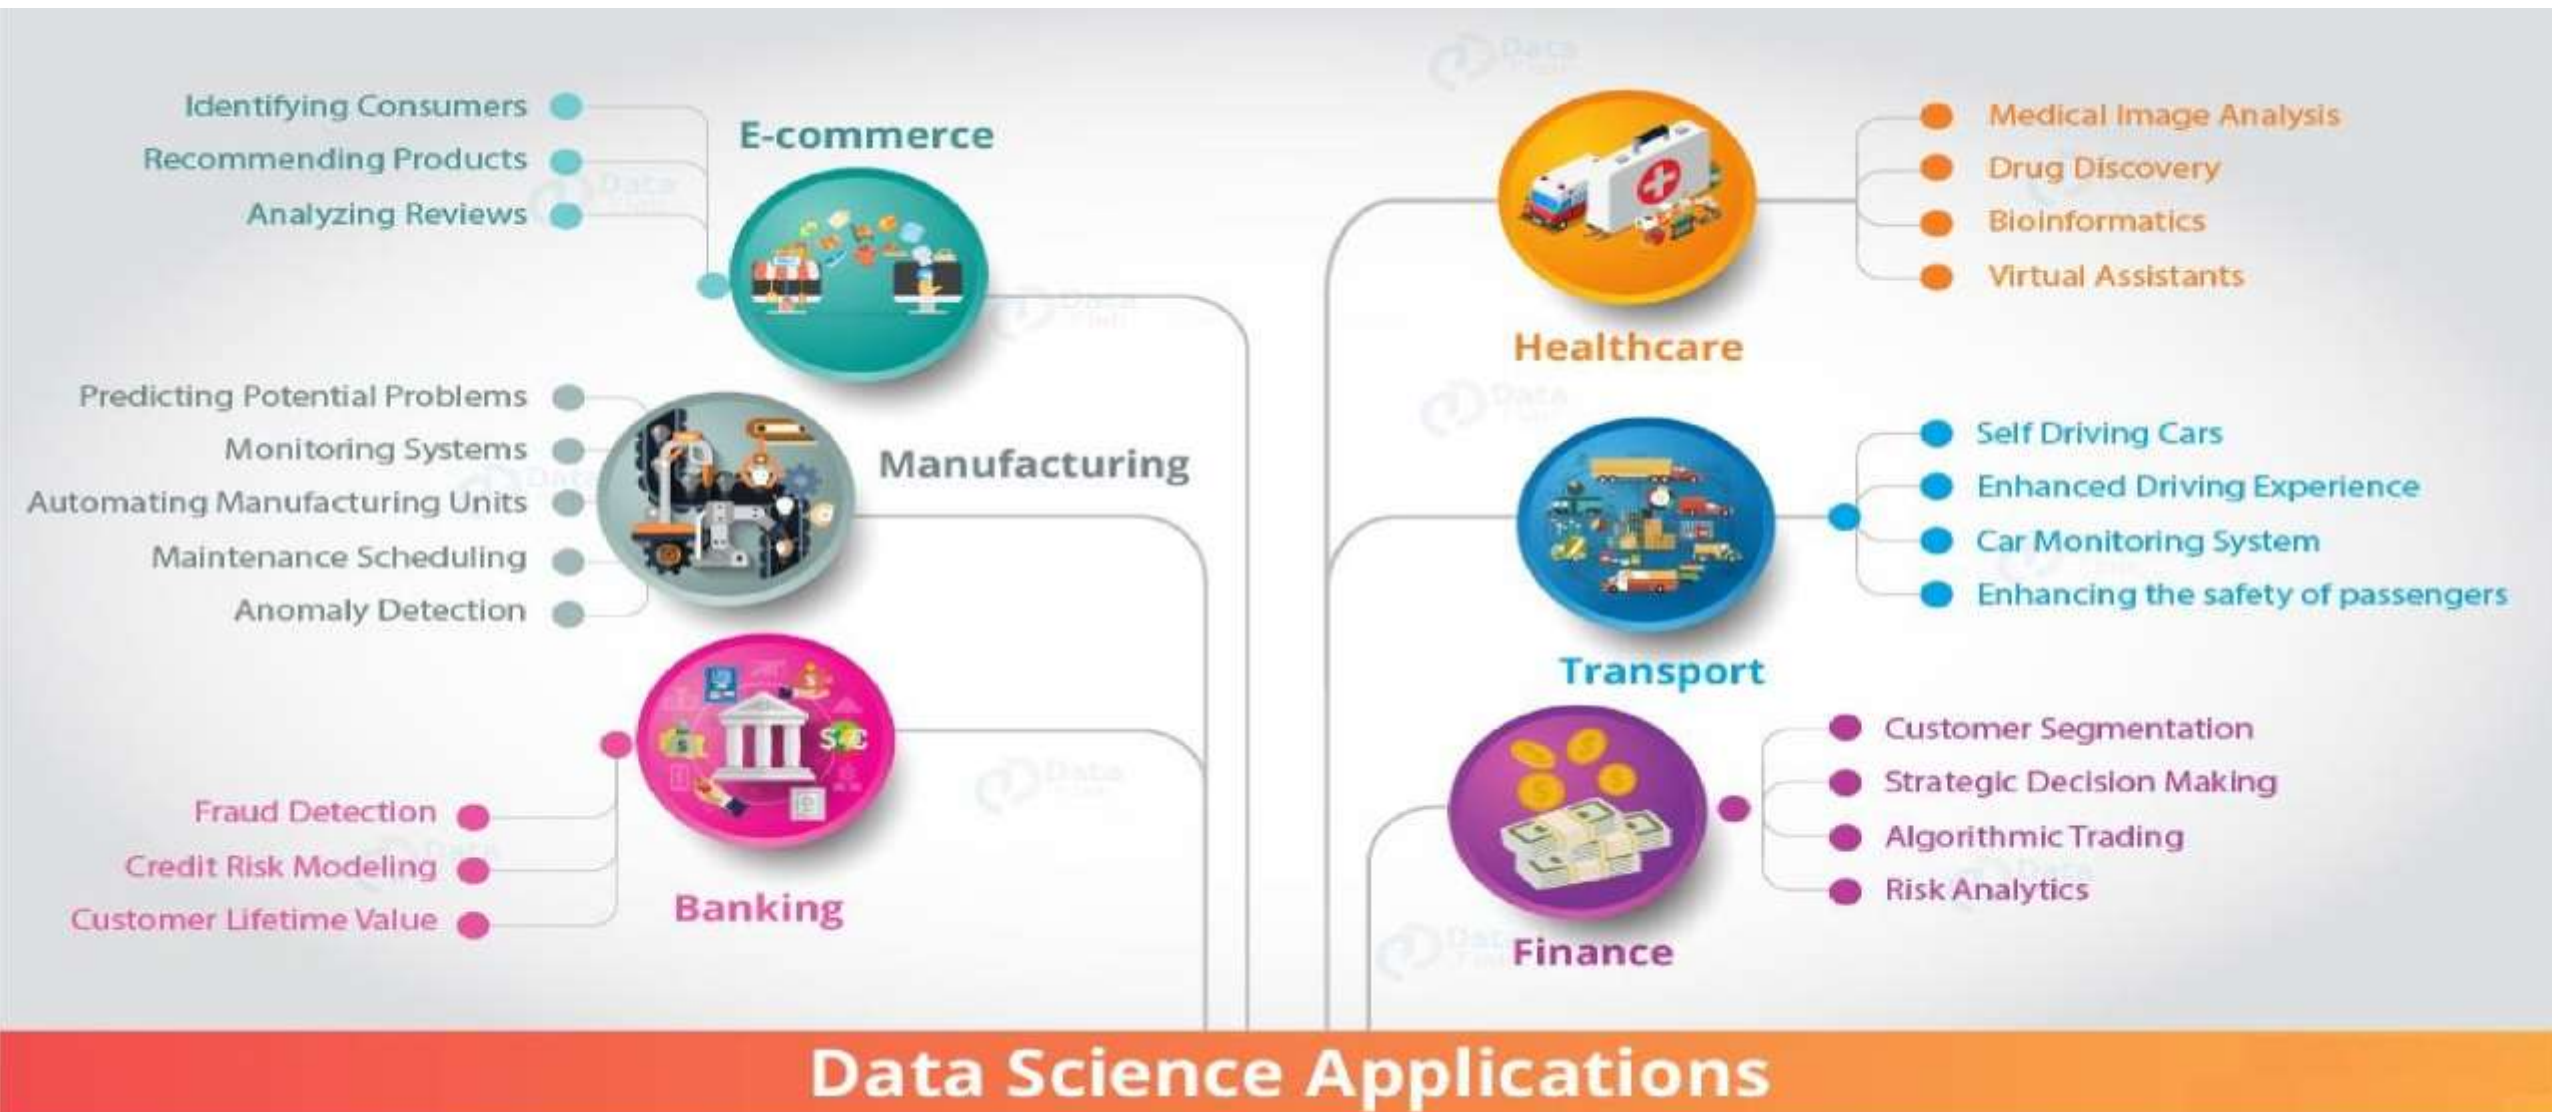 Identifying Consumers
Recommending Products
Analyzing Reviews
E-commerce
Predicting Potential Problems
Monitoring Systems
Automating Manufacturing Units
Maintenance Scheduling
Anomaly Detection
Manufacturing
Fraud Detection
Credit Risk Modeling
Customer Lifetime Value
Banking
Medical Image Analysis
Drug Discovery
Bioinformatics
Virtual Assistants
Healthcare
Self Driving Cars
Enhanced Driving Experience
Car Monitoring System
Enhancing the safety of passengers
Transport
Customer Segmentation
Strategic Decision Making
Algorithmic Trading
Risk Analytics
Finance
Data Science Applications